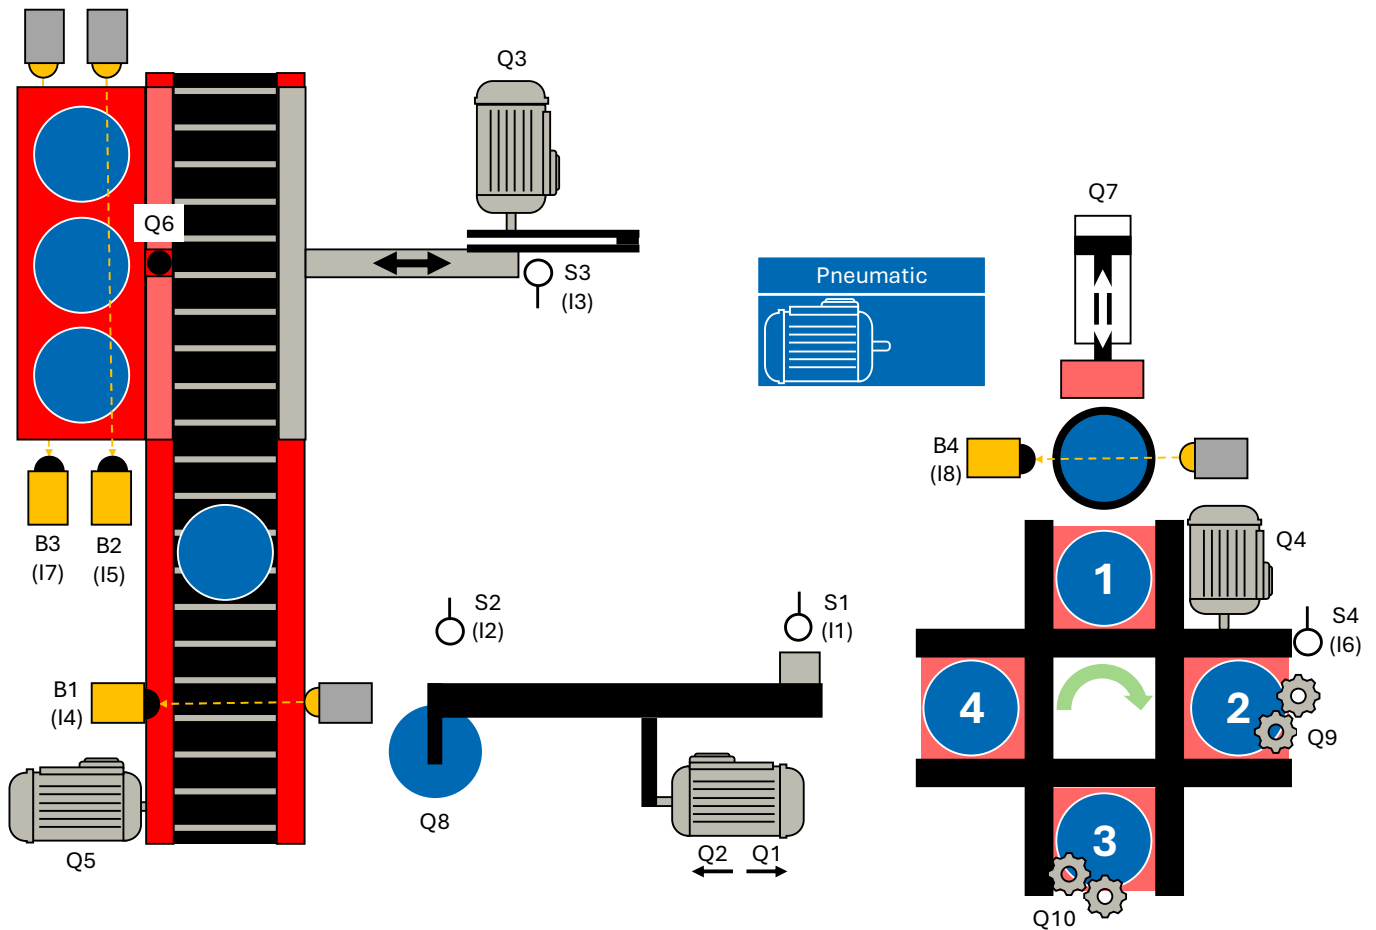 Q3
Q7
Q6
S3
(I3)
Pneumatic
B4
(I8)
B3
(I7)
B2
(I5)
Q4
1
S2
(I2)
S1
(I1)
S4
(I6)
B1
(I4)
4
2
Q9
Q8
3
Q5
Q2
Q1
Q10